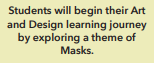 Students will begin their Art
and Design learning journey
by exploring a theme of
Masks.